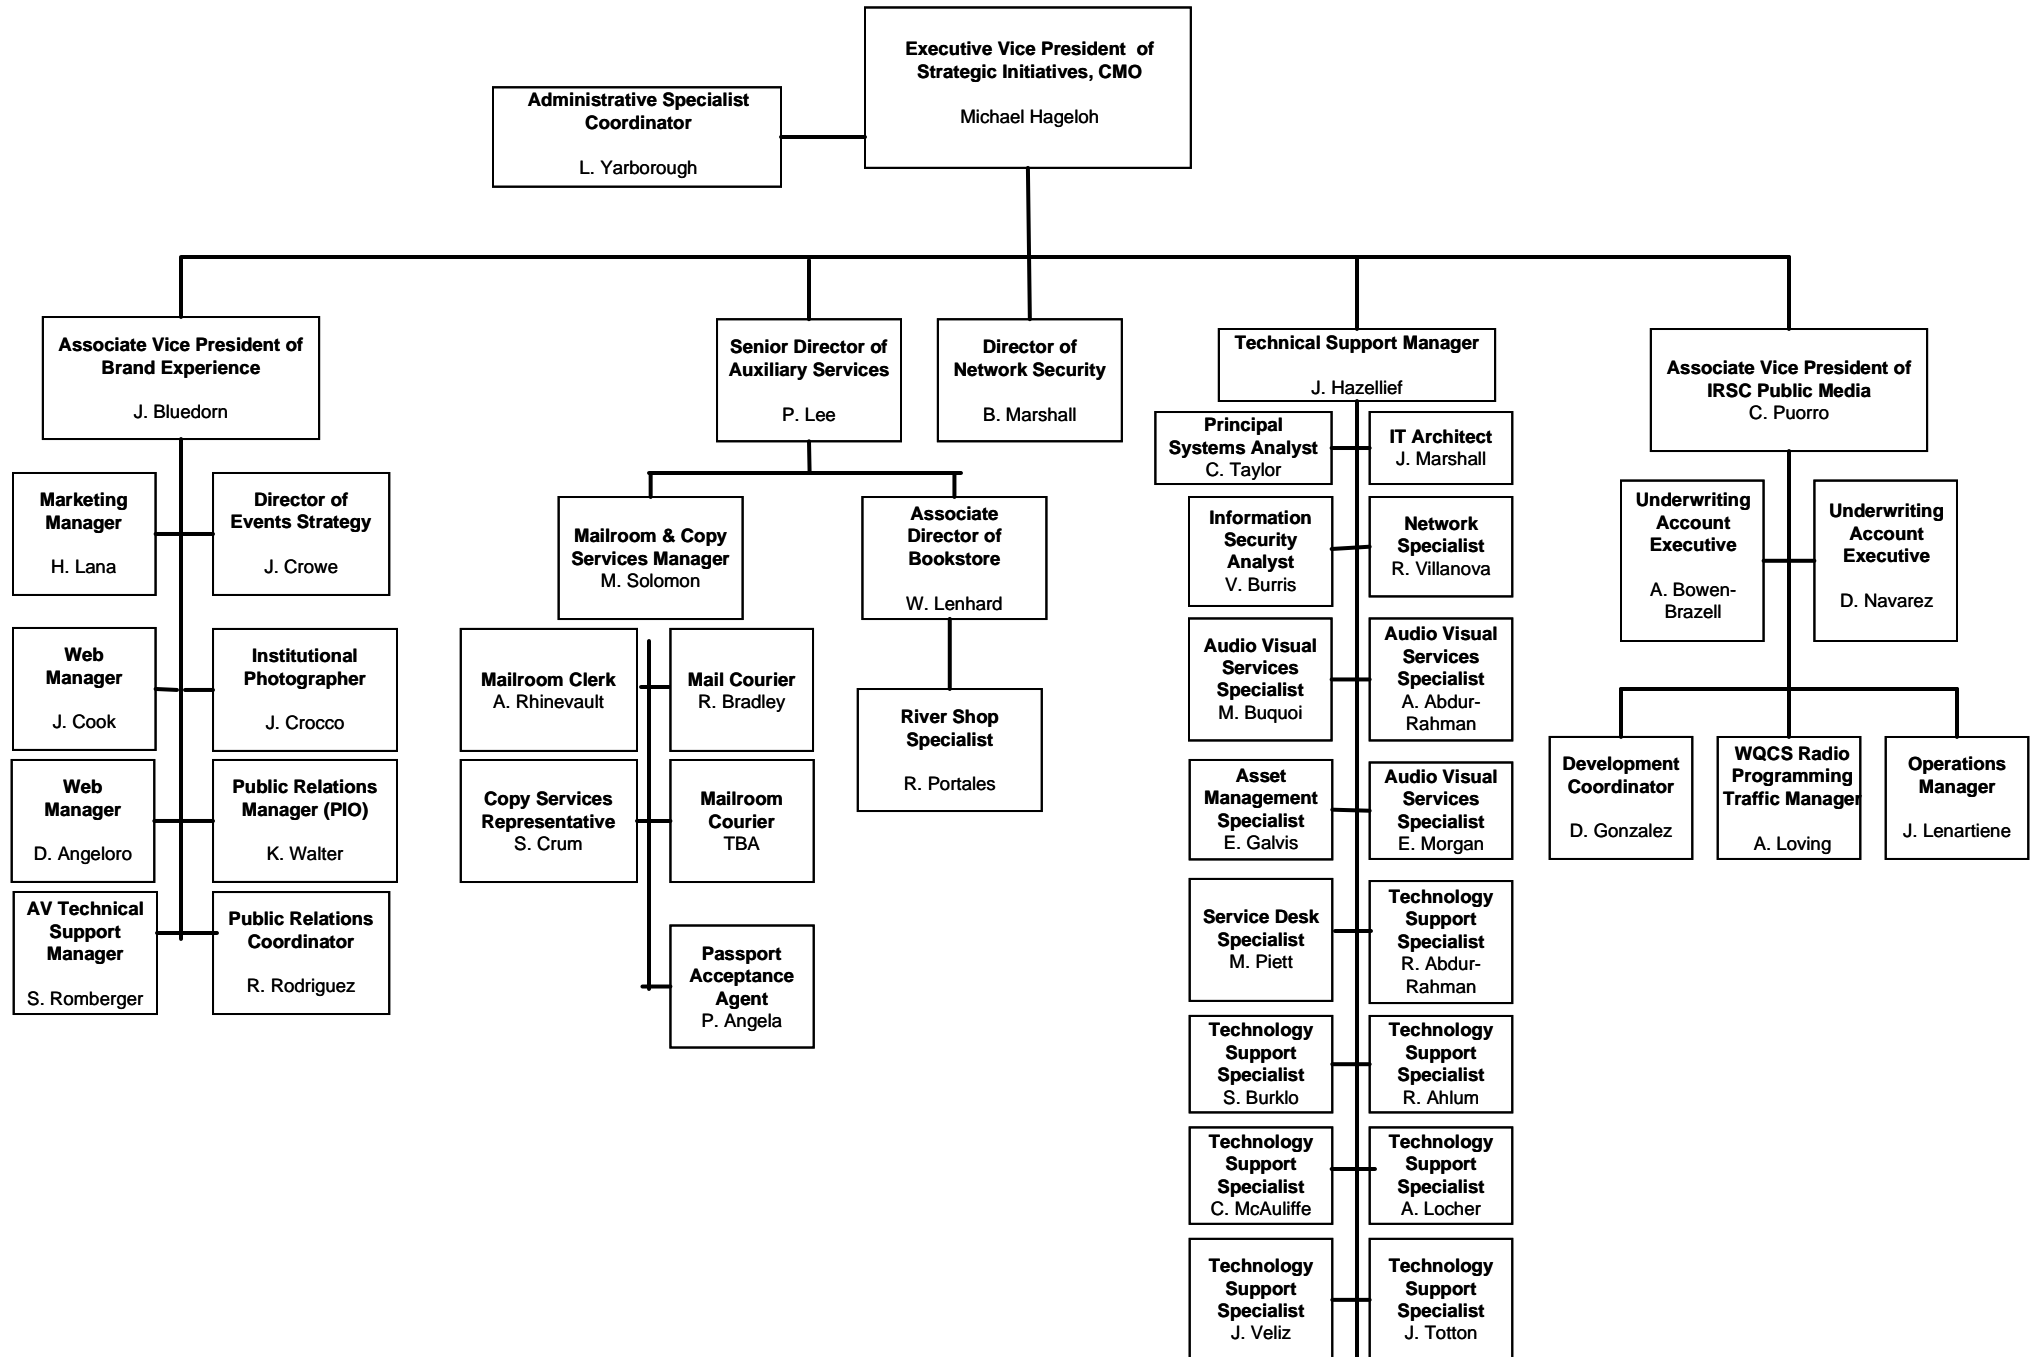 Executive Vice President of
Strategic Initiatives, CMO
Michael Hageloh
Administrative Specialist
Coordinator
L. Yarborough
Associate Vice President of
Brand Experience
J. Bluedorn
Senior Director of
Auxiliary Services
P. Lee
Director of
Network Security
B. Marshall
Technical Support Manager
J. Hazellief
Associate Vice President of
IRSC Public Media
C. Puorro
Marketing
Manager
H. Lana
Director of
Events Strategy
J. Crowe
Web
Manager
J. Cook
Institutional
Photographer
J. Crocco
Web
Manager
D. Angeloro
Public Relations
Manager (PIO)
K. Walter
AV Technical
Support
Manager
S. Romberger
Public Relations
Coordinator
R. Rodriguez
Mailroom & Copy
Services Manager
M. Solomon
Associate
Director of
Bookstore
W. Lenhard
Mailroom Clerk
A. Rhinevault
Mail Courier
R. Bradley
Copy Services
Representative
S. Crum
Mailroom
Courier
TBA
Passport
Acceptance
Agent
P. Angela
River Shop
Specialist
R. Portales
Principal
Systems Analyst
C. Taylor
IT Architect
J. Marshall
Information
Security
Analyst
V. Burris
Network
Specialist
R. Villanova
Audio Visual
Services
Specialist
M. Buquoi
Audio Visual
Services
Specialist
A. Abdur-
Rahman
Asset
Management
Specialist
E. Galvis
Audio Visual
Services
Specialist
E. Morgan
Service Desk
Specialist
M. Piett
Technology
Support
Specialist
R. Abdur-
Rahman
Technology
Support
Specialist
S. Burklo
Technology
Support
Specialist
R. Ahlum
Technology
Support
Specialist
C. McAuliffe
Technology
Support
Specialist
A. Locher
Technology
Support
Specialist
J. Veliz
Technology
Support
Specialist
J. Totton
Underwriting
Account
Executive
A. Bowen-
Brazell
Underwriting
Account
Executive
D. Navarez
Development
Coordinator
D. Gonzalez
WQCS Radio
Programming
Traffic Manager
A. Loving
Operations
Manager
J. Lenartiene